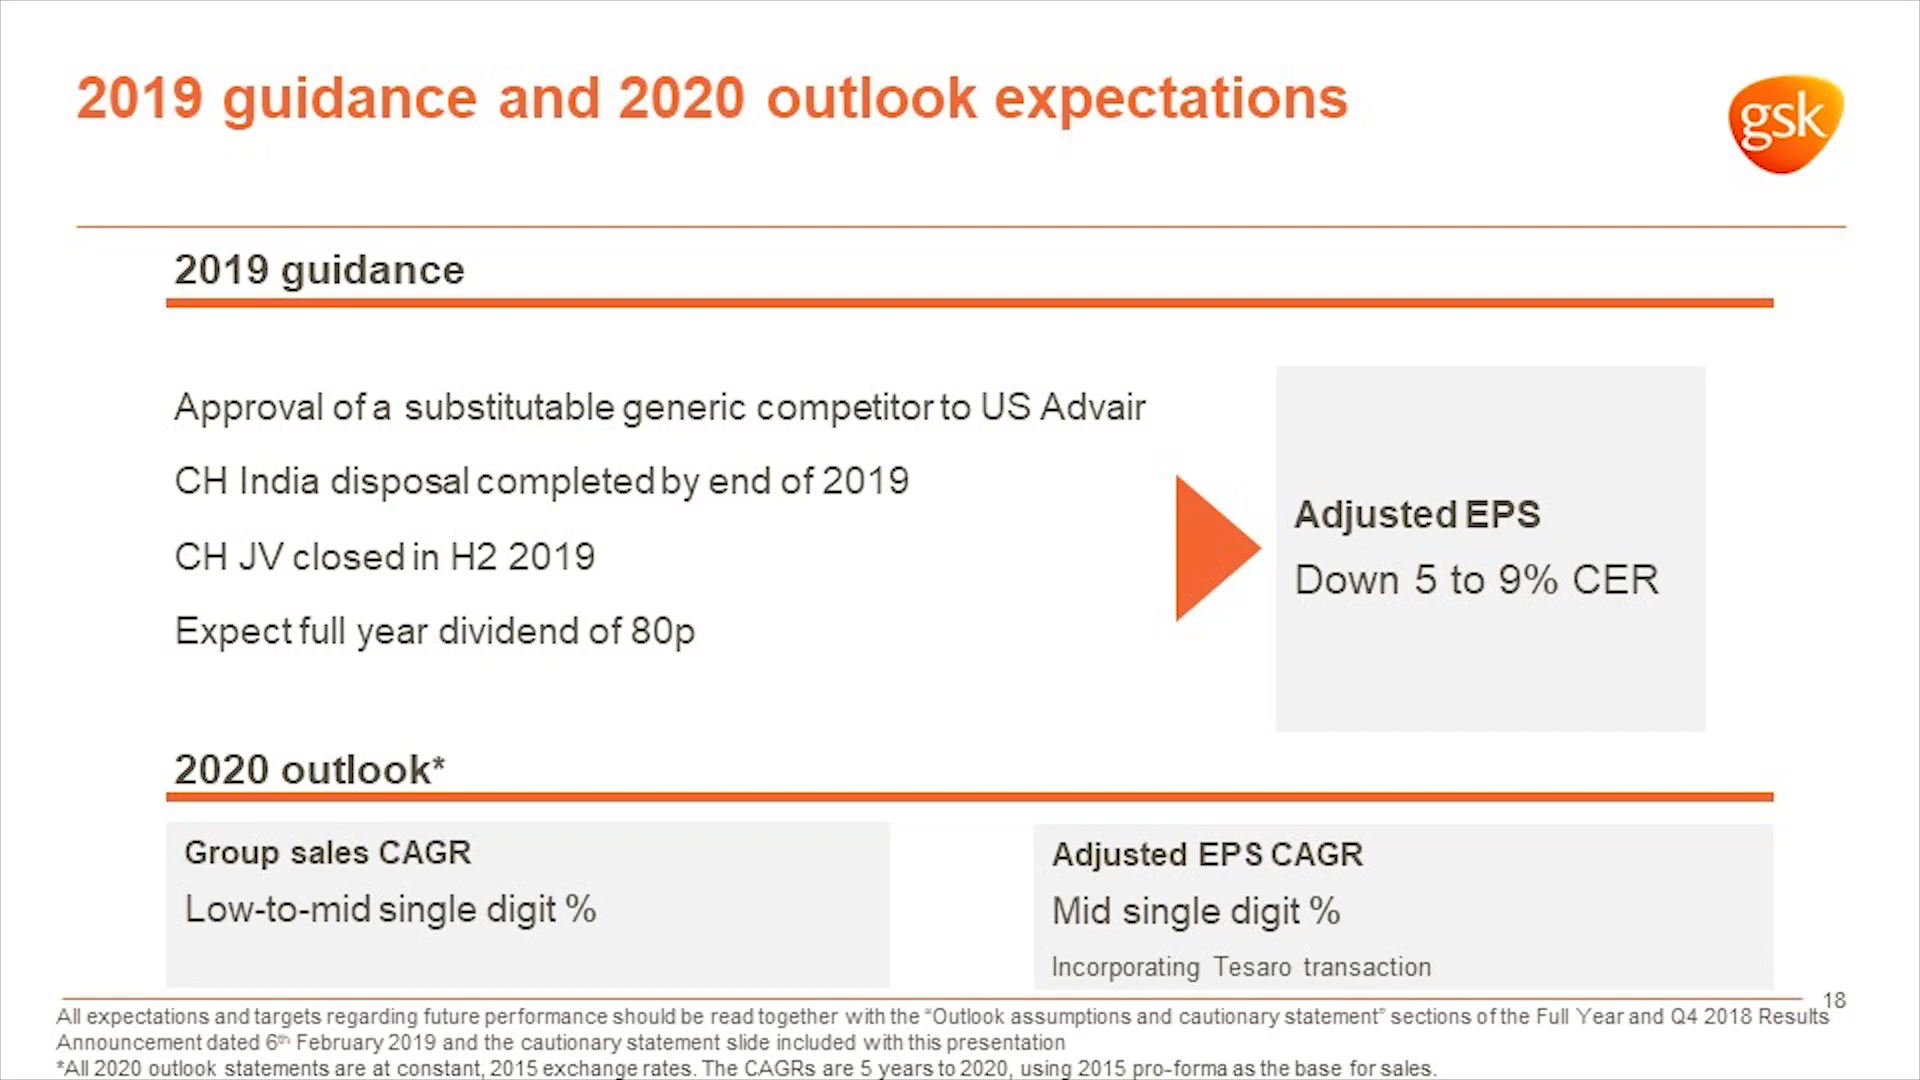 2019 guidance and 2020 outlook expectations
gsk
2019 guidance
Approval of a substitutable generic competitor to US Advair
CH India disposal completed by end of 2019
CH JV closed in H2 2019
Expect full year dividend of 80p
Adjusted EPS
Down 5 to 9% CER
2020 outlook*
Group sales CAGR
Low-to-mid single digit %
Adjusted EPS CAGR
Mid single digit %
Incorporating Tesaro transaction
18
All expectations and targets regarding future performance should be read together with the “Outlook assumptions and cautionary statement” sections of the Full Year and Q4 2018 Results
Announcement dated 6th February 2019 and the cautionary statement slide included with this presentation
*All 2020 outlook statements are at constant, 2015 exchange rates. The CAGRs are 5 years to 2020, using 2015 pro-forma as the base for sales.